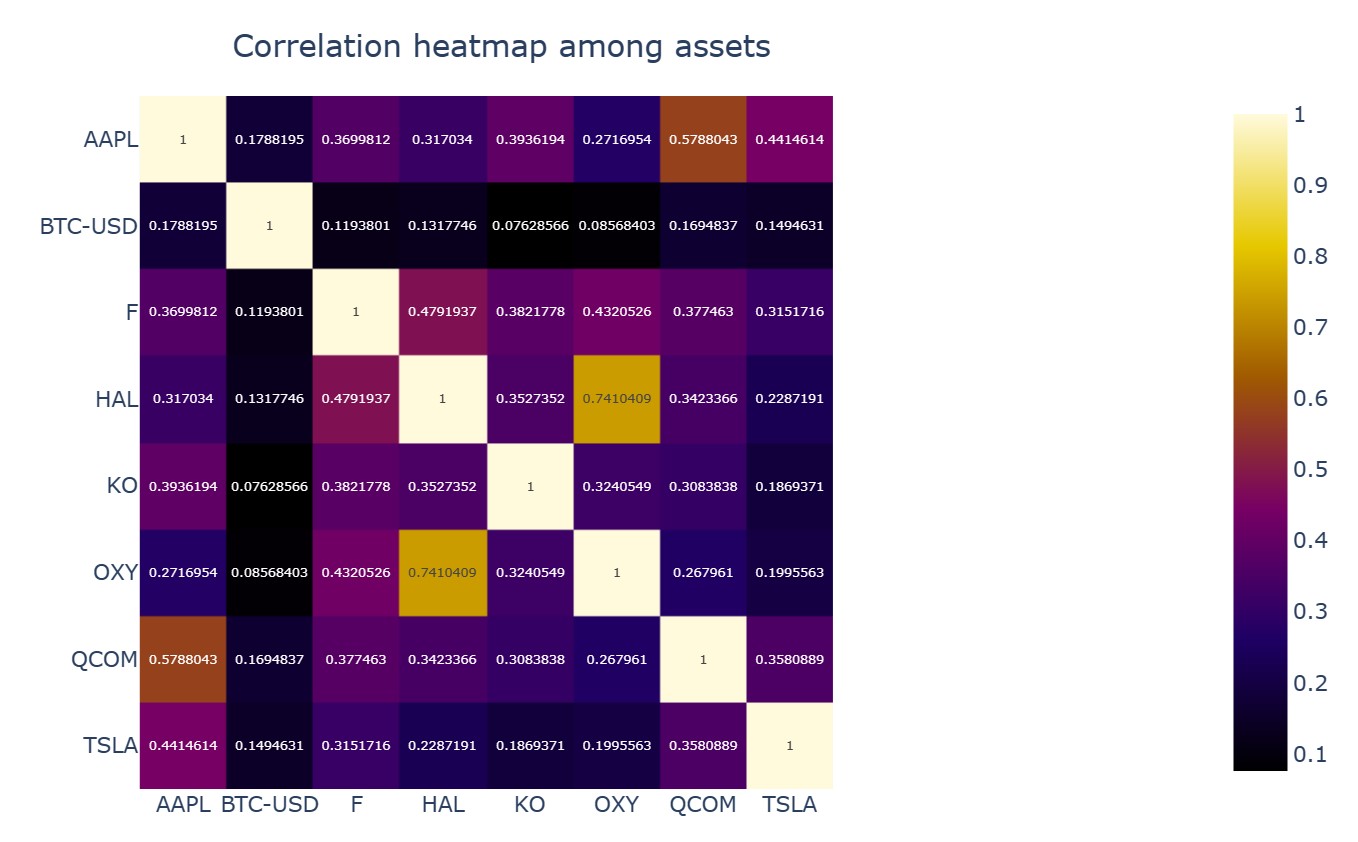 Correlation heatmap among assets
AAPL 1 0.1788195 0.3699812 0.317034 0.3936194 0.2716954 0.5788043 0.4414614
BTC-USD 0.1788195 1 0.1193801 0.1317746 0.07628566 0.08568403 0.1694837 0.1494631
F 0.3699812 0.1193801 1 0.4791937 0.3821778 0.4320526 0.377463 0.3151716
HAL 0.317034 0.1317746 0.4791937 1 0.3527352 0.7410409 0.3423366 0.2287191
KO 0.3936194 0.07628566 0.3821778 0.3527352 1 0.3240549 0.3083838 0.1869371
OXY 0.2716954 0.08568403 0.4320526 0.7410409 0.3240549 1 0.267961 0.1995563
QCOM 0.5788043 0.1694837 0.377463 0.3423366 0.3083838 0.267961 1 0.3580889
TSLA 0.4414614 0.1494631 0.3151716 0.2287191 0.1869371 0.1995563 0.3580889 1
AAPL BTC-USD F HAL KO OXY QCOM TSLA
1
0.9
0.8
0.7
0.6
0.5
0.4
0.3
0.2
0.1